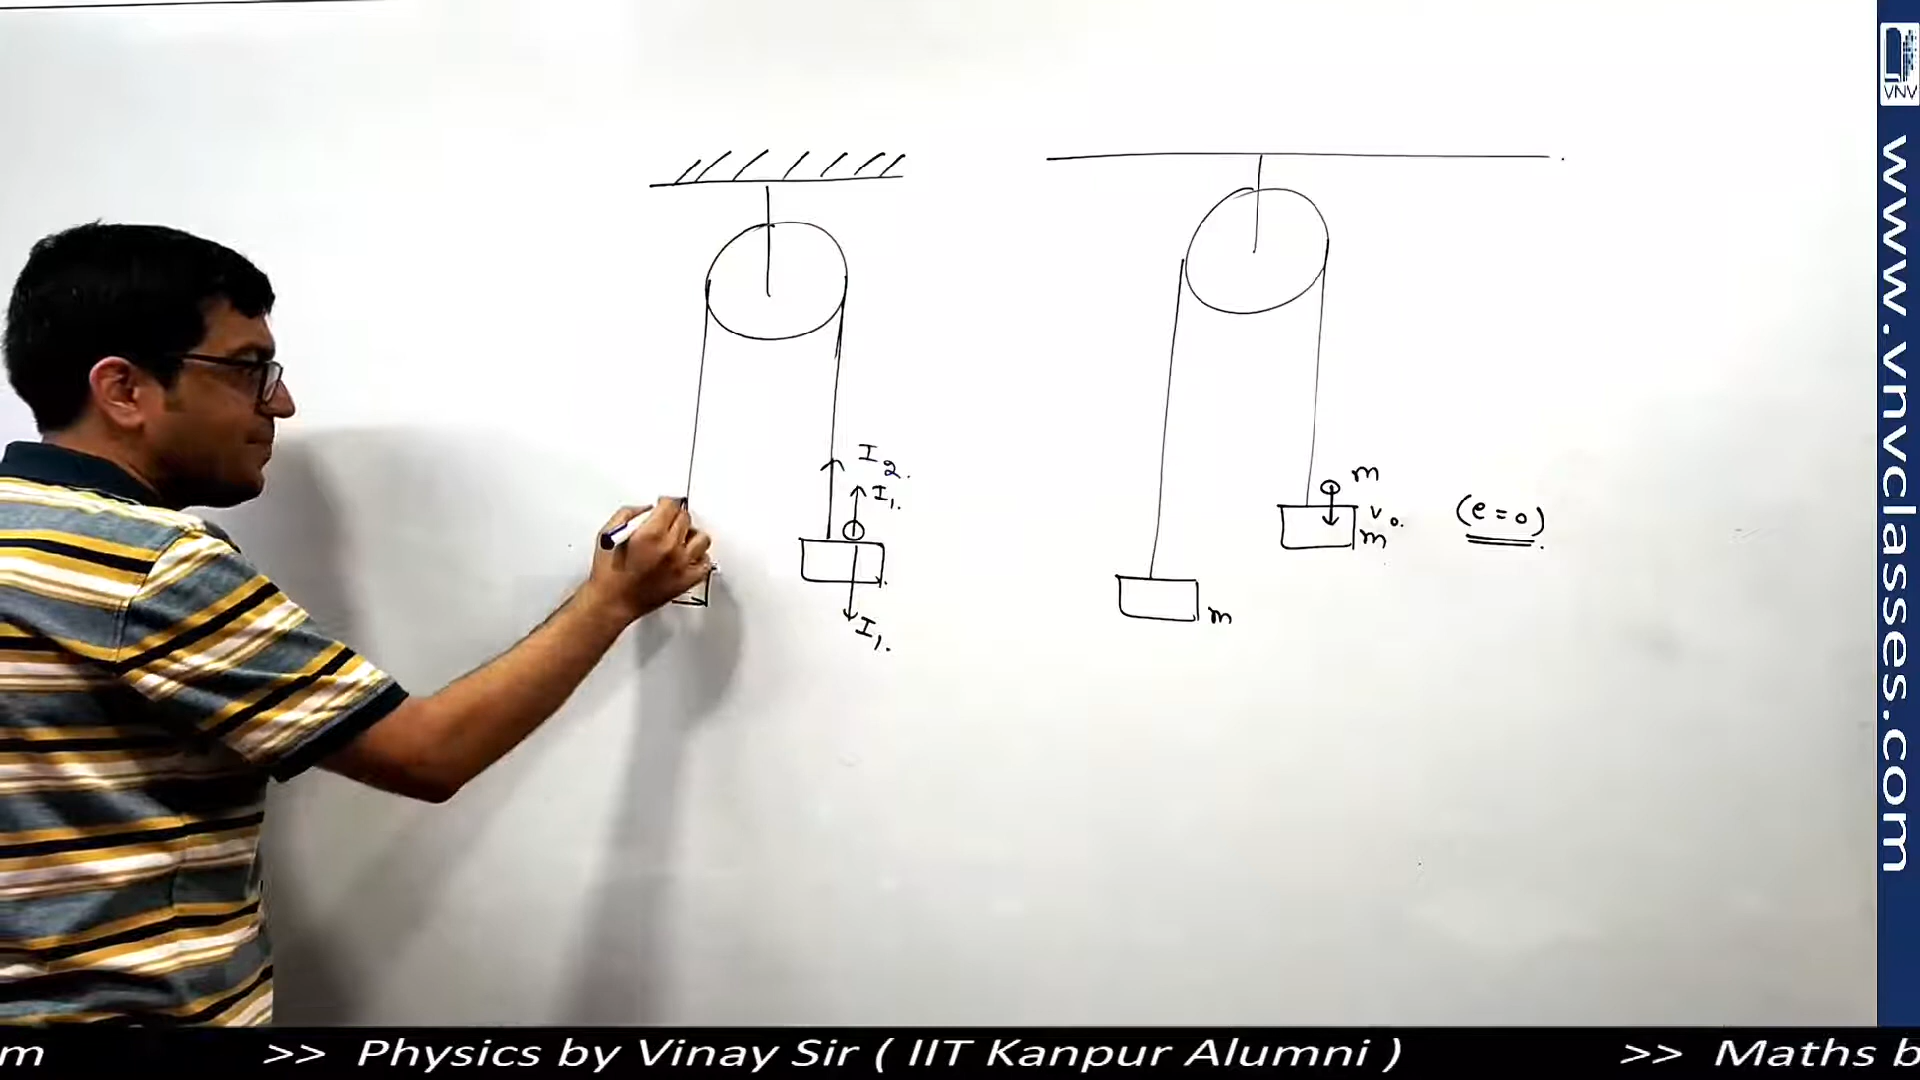 I₂.
I₁.
I₁.
m
v₀.
m
(e=0)
m
VNV
www.vnvclasses.com
m
>> Physics by Vinay Sir ( IIT Kanpur Alumni )
>> Maths b